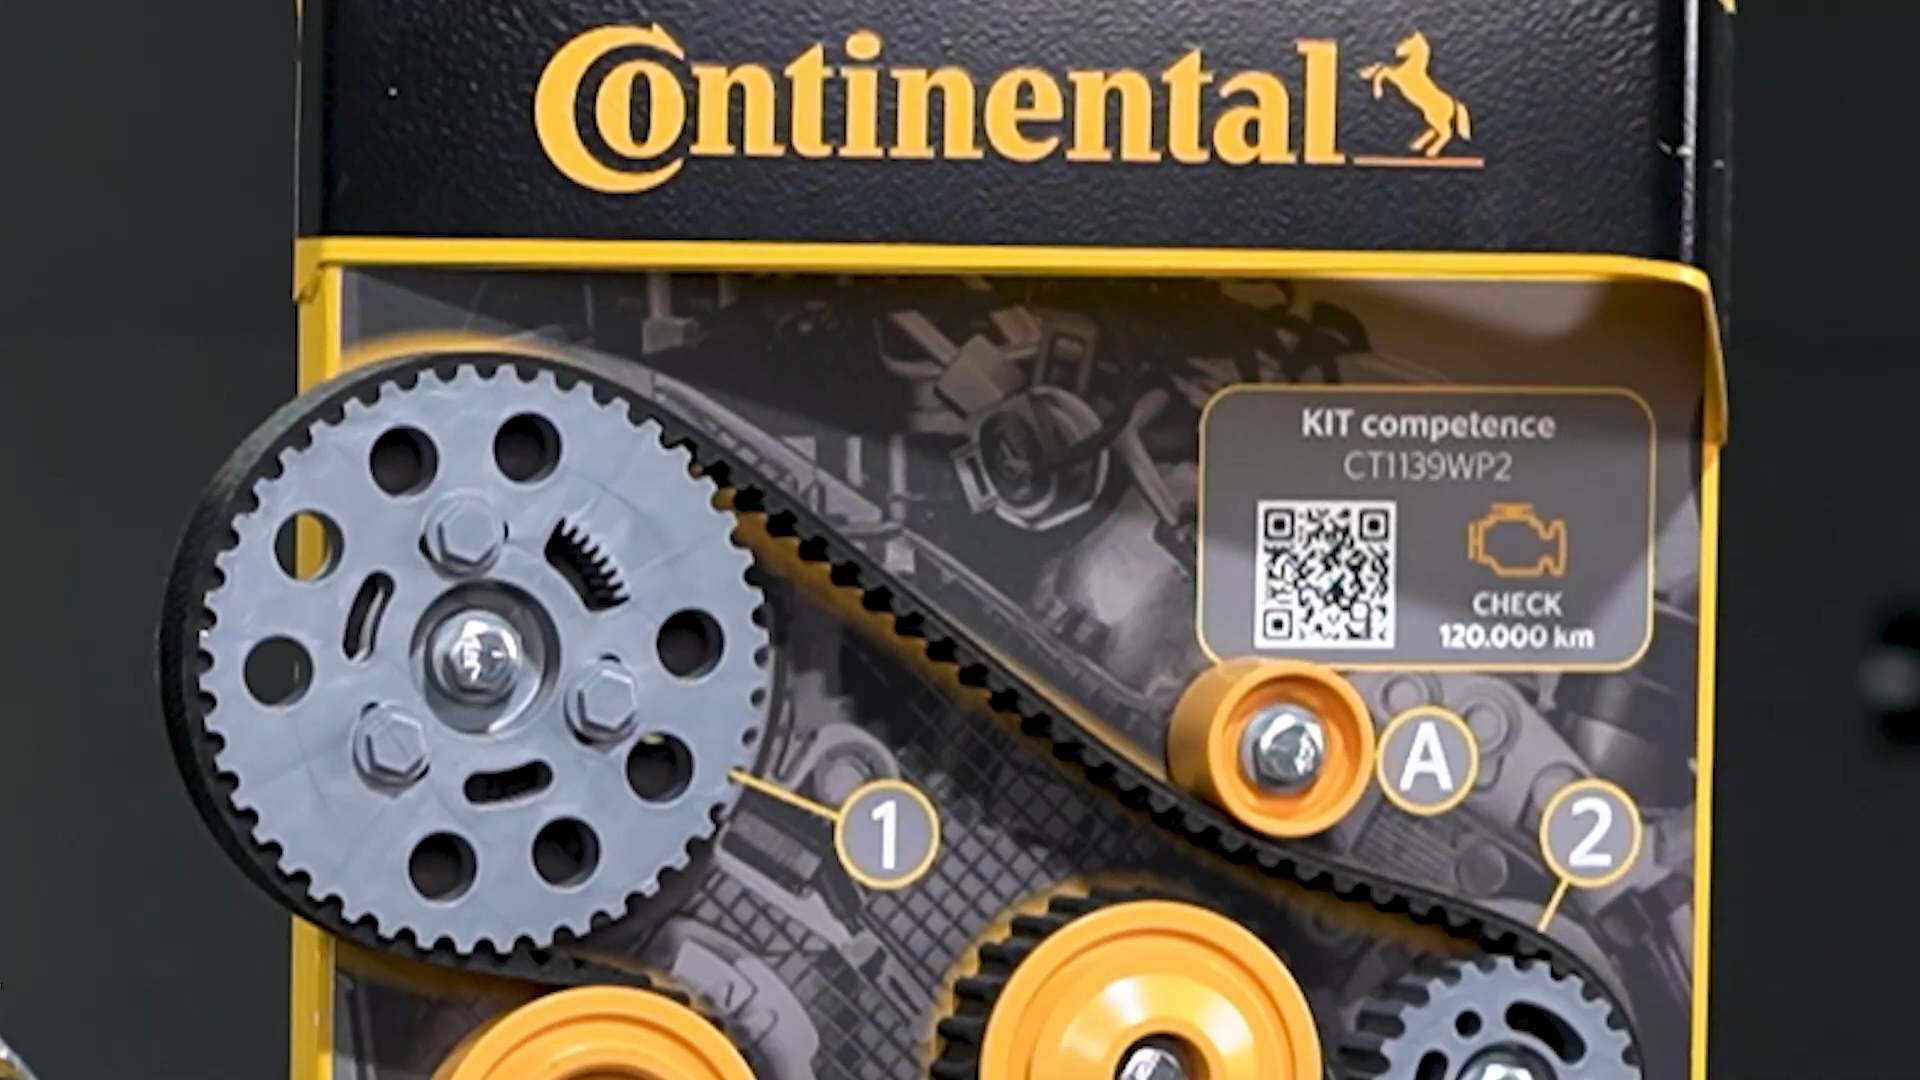 Continental
KIT competence
CT1139WP2
CHECK
120.000 km
A
1
2